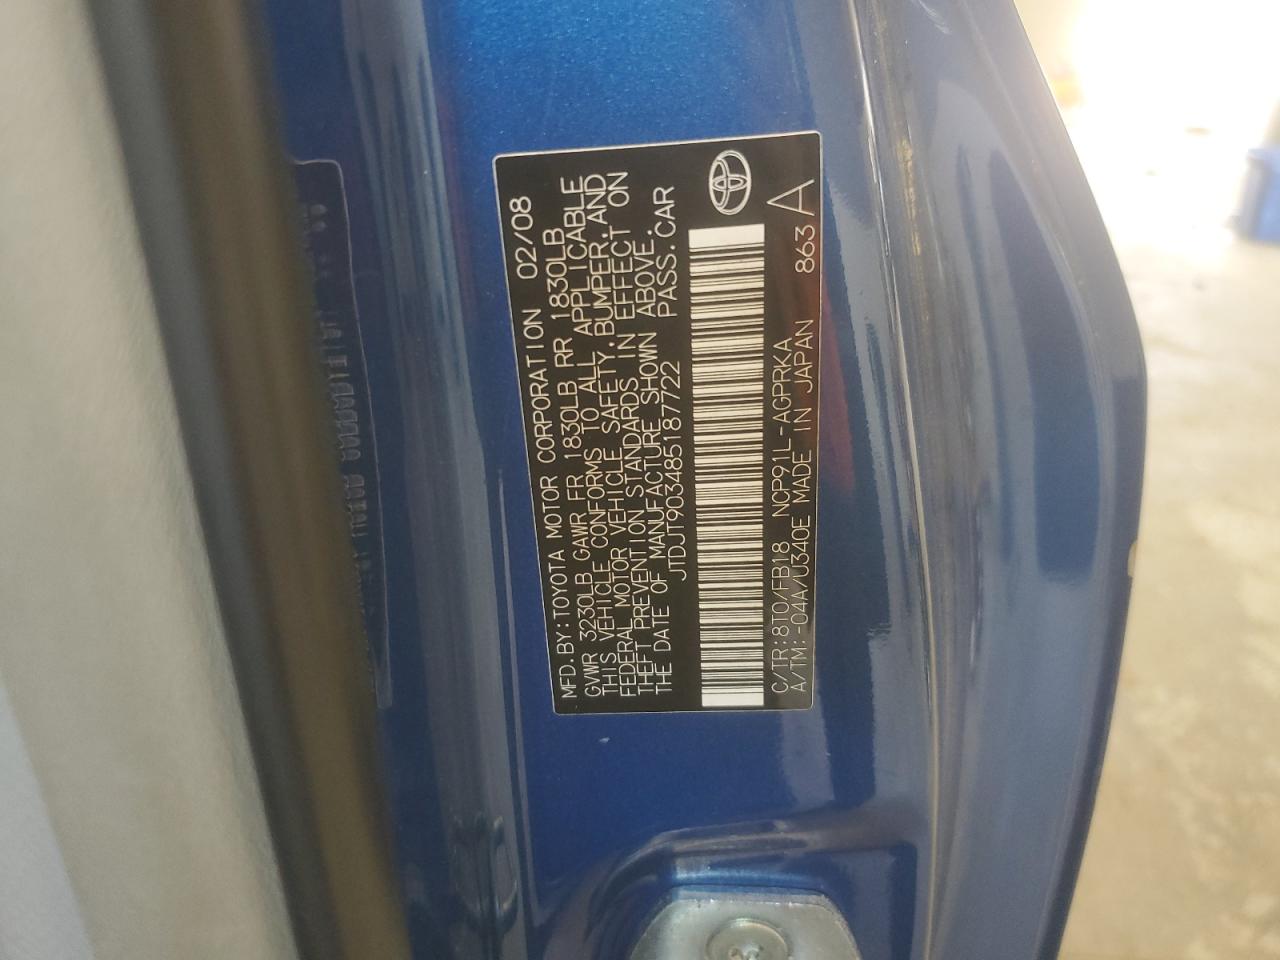 MFD.BY:TOYOTA MOTOR CORPORATION 02/08
GVWR 3230LB GAWR FR 1830LB RR 1830LB
THIS VEHICLE CONFORMS TO ALL APPLICABLE
FEDERAL MOTOR VEHICLE SAFETY,BUMPER,AND
THEFT PREVENTION STANDARDS IN EFFECT ON
THE DATE OF MANUFACTURE SHOWN ABOVE.
JTDJT903485187722 PASS.CAR
C/TR:8T0/FB18 NCP91L-AGPRKA 863 A
A/TM:-04A/U340E MADE IN JAPAN